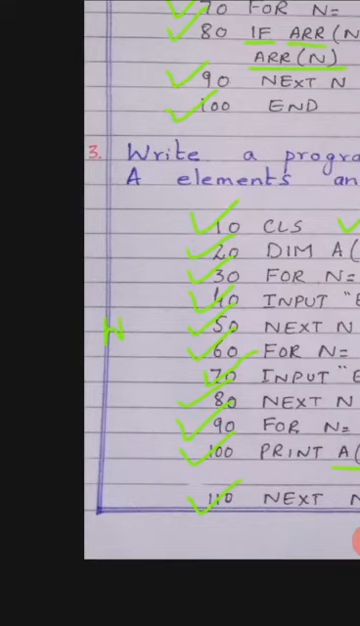 70 FOR N=
80 IF ARR(N
ARR(N)
90 NEXT N
100 END
3. Write a progra
A elements an
10 CLS
20 DIM A(
30 FOR N=
40 INPUT "E
50 NEXT N
60 FOR N=
70 INPUT "E
80 NEXT N
90 FOR N=
100 PRINT A(
110 NEXT N